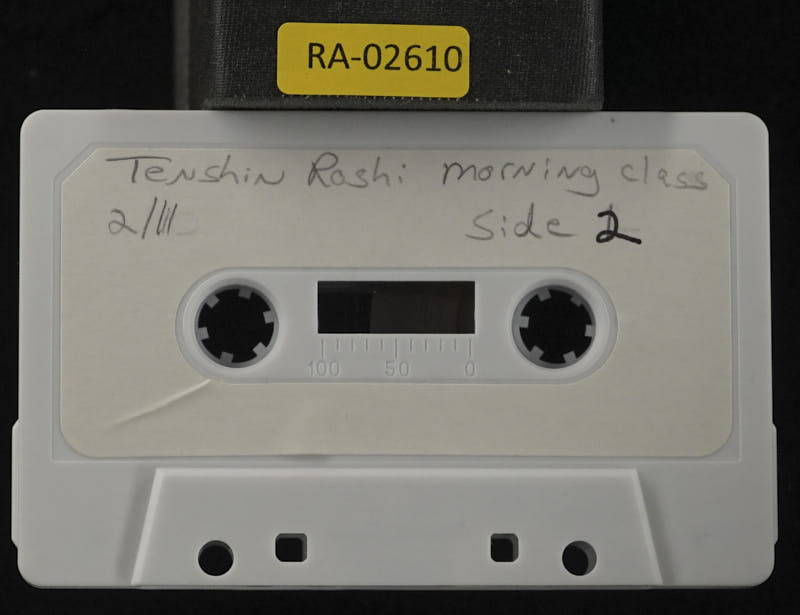 RA-02610
Tenshin Roshi morning class
2/11 Side 2
100 50 0